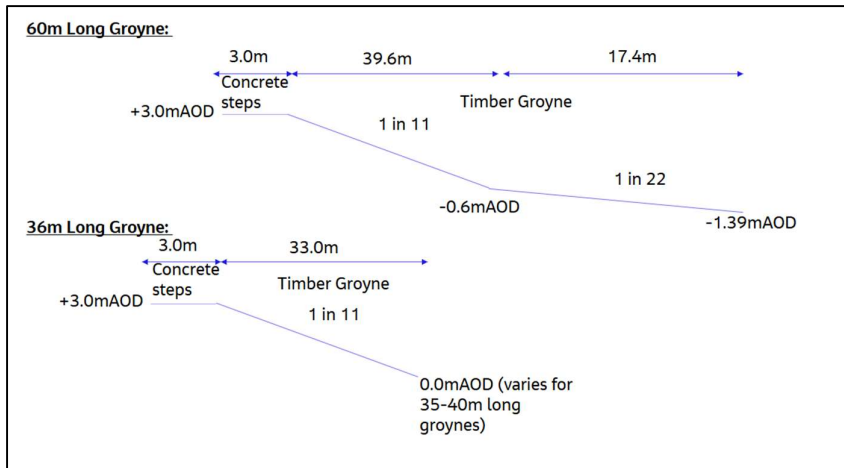 60m Long Groyne:
3.0m
39.6m
17.4m
Concrete
steps
Timber Groyne
+3.0mAOD
1 in 11
1 in 22
-0.6mAOD
-1.39mAOD
36m Long Groyne:
3.0m
33.0m
Concrete
steps
Timber Groyne
+3.0mAOD
1 in 11
0.0mAOD (varies for
35-40m long
groynes)